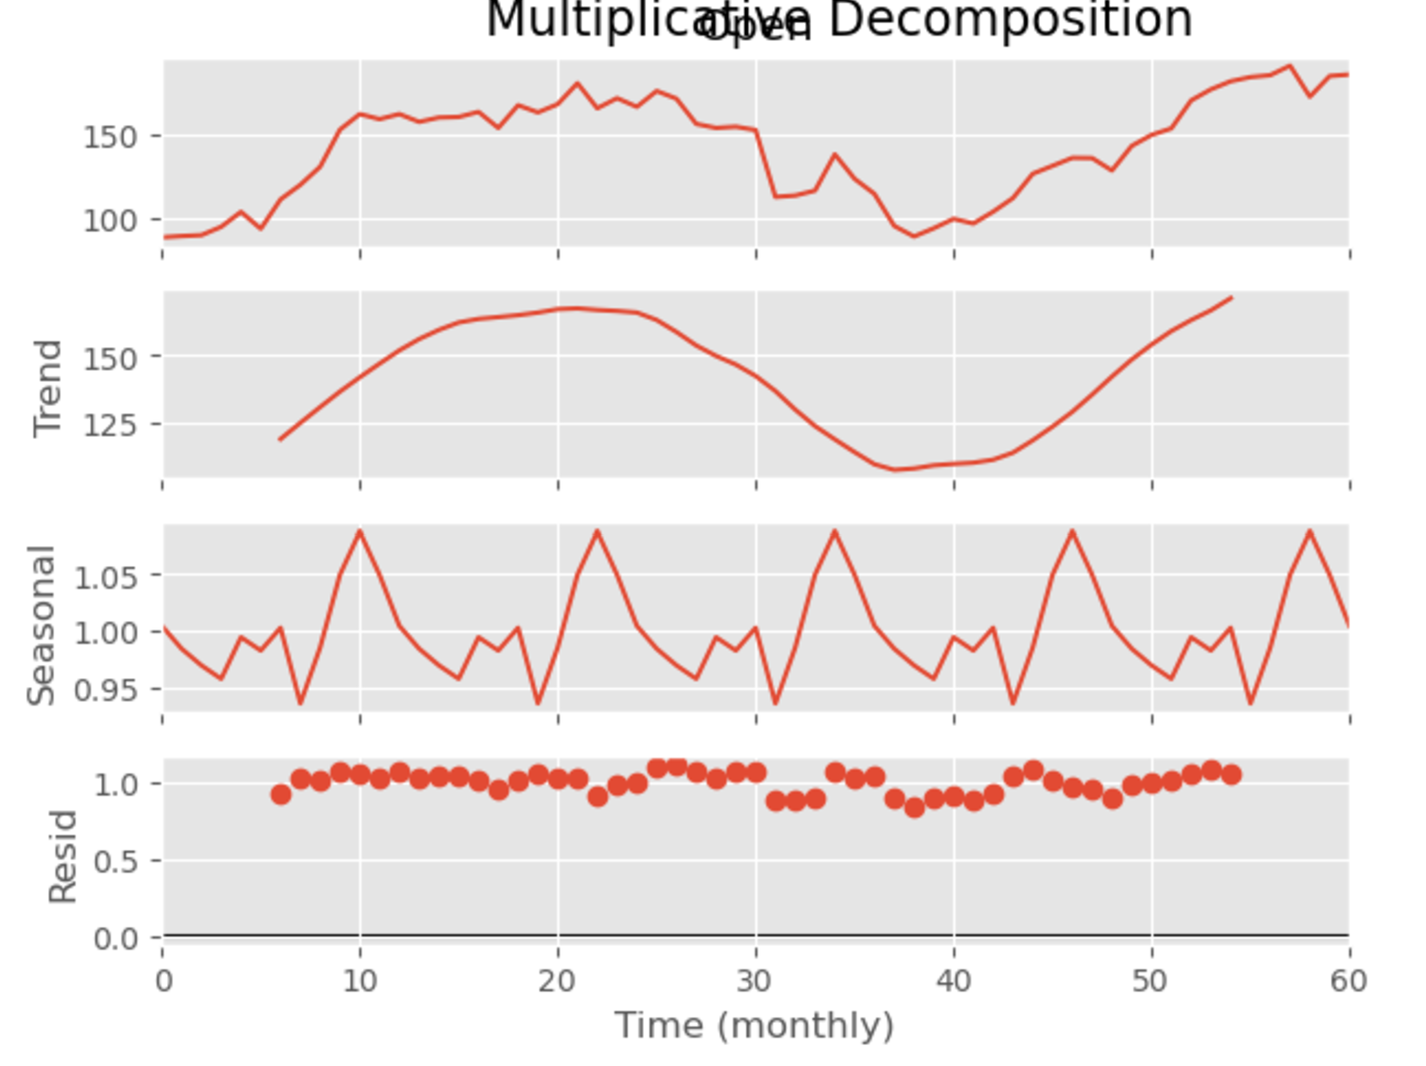 Multiplicative Decomposition
Open
150
100
Trend
150
125
Seasonal
1.05
1.00
0.95
Resid
1.0
0.5
0.0
0 10 20 30 40 50 60
Time (monthly)